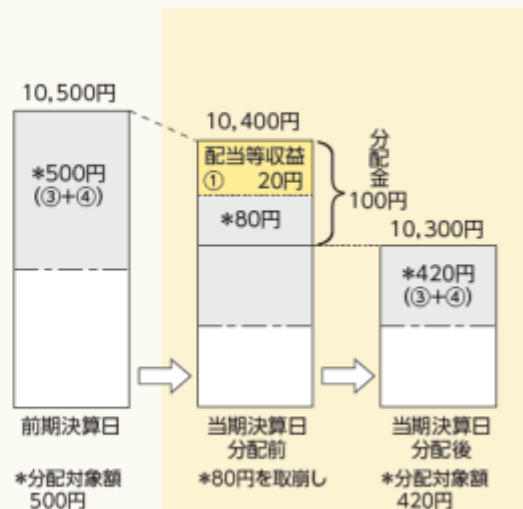 10,500円
*500円
(③+④)
前期決算日
*分配対象額
500円
10,400円
配当等収益
① 20円
*80円
分配金
100円
当期決算日
分配前
*80円を取崩し
10,300円
*420円
(③+④)
当期決算日
分配後
*分配対象額
420円